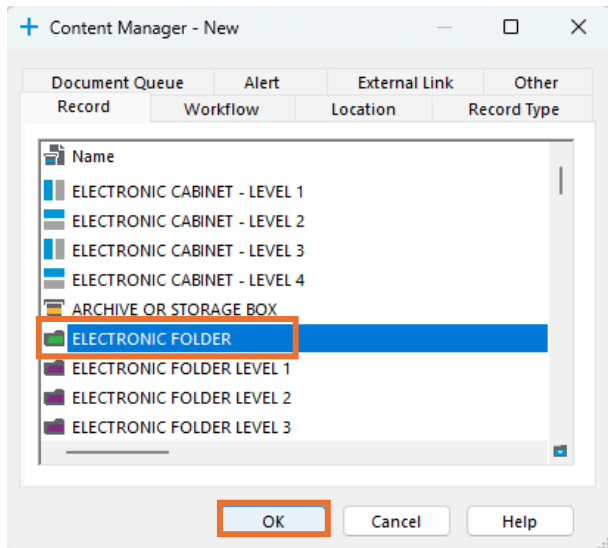 Content Manager - New
Document Queue Alert External Link Other
Record Workflow Location Record Type
Name
ELECTRONIC CABINET - LEVEL 1
ELECTRONIC CABINET - LEVEL 2
ELECTRONIC CABINET - LEVEL 3
ELECTRONIC CABINET - LEVEL 4
ARCHIVE OR STORAGE BOX
ELECTRONIC FOLDER
ELECTRONIC FOLDER LEVEL 1
ELECTRONIC FOLDER LEVEL 2
ELECTRONIC FOLDER LEVEL 3
OK Cancel Help